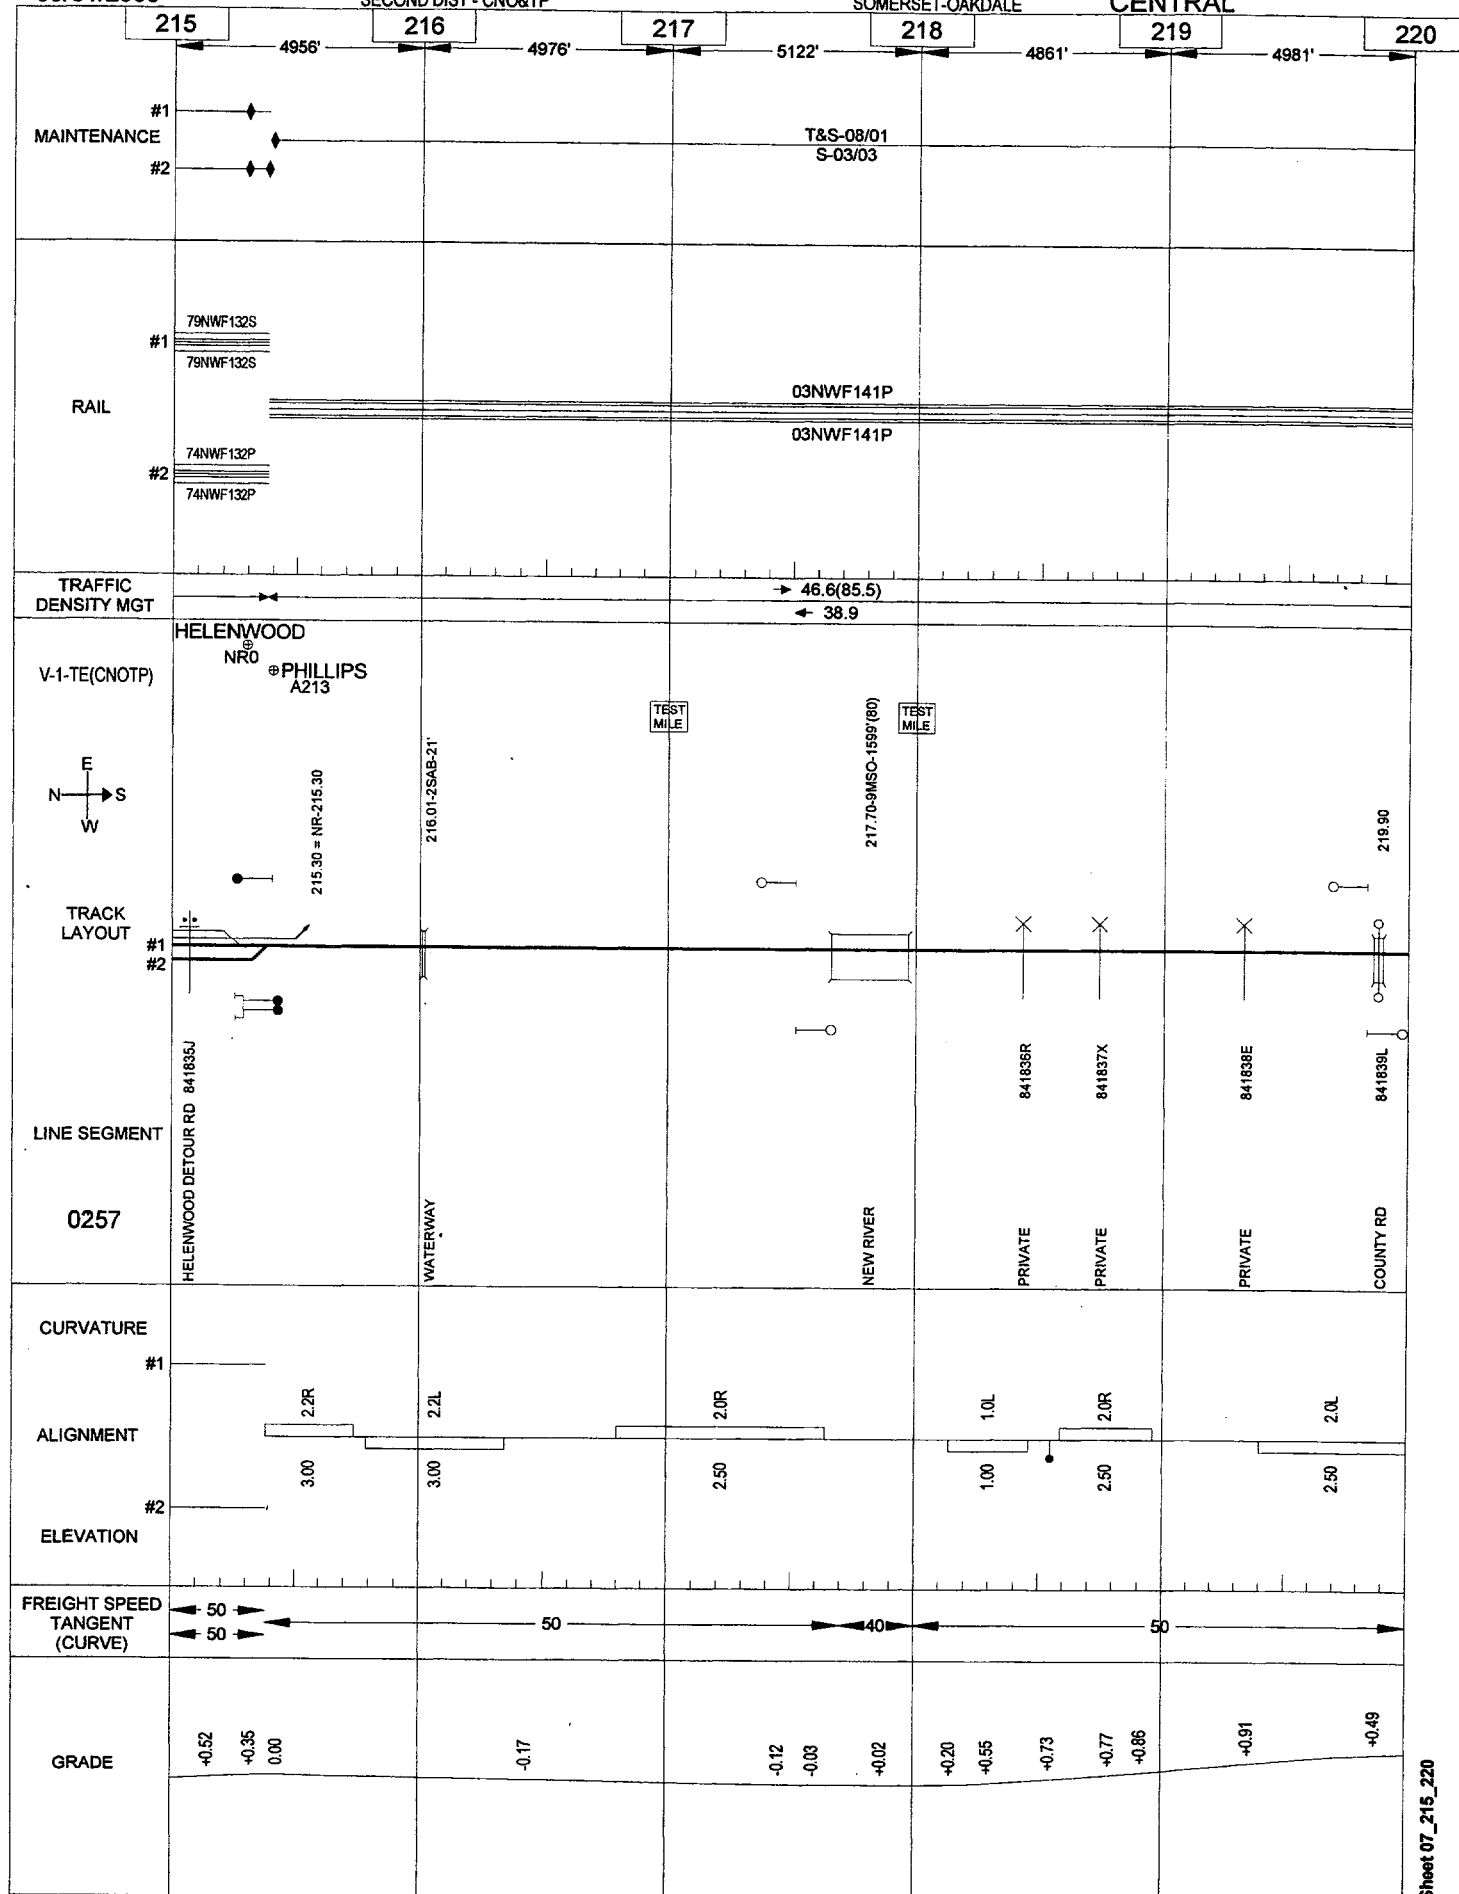 SECOND DIST - CNO&TP
SOMERSET-OAKDALE
CENTRAL
215 216 217 218 219 220
4956' 4976' 5122' 4861' 4981'
#1
MAINTENANCE
#2
T&S-08/01
S-03/03
79NWF132S
#1
79NWF132S
RAIL
03NWF141P
03NWF141P
74NWF132P
#2
74NWF132P
TRAFFIC
DENSITY MGT
46.6(85.5)
38.9
HELENWOOD
NR0
PHILLIPS
A213
V-1-TE(CNOTP)
TEST
MILE
TEST
MILE
E
N S
W
215.30 = NR-215.30
216.01-2SAB-21'
217.70-9MSO-1599'(80)
219.90
TRACK
LAYOUT
#1
#2
HELENWOOD DETOUR RD 841835J
841836R
841837X
841838E
841839L
LINE SEGMENT
0257
WATERWAY
NEW RIVER
PRIVATE
PRIVATE
PRIVATE
COUNTY RD
CURVATURE
#1
2.2R 2.2L 2.0R 1.0L 2.0R 2.0L
ALIGNMENT
3.00 3.00 2.50 1.00 2.50 2.50
#2
ELEVATION
FREIGHT SPEED
TANGENT
(CURVE)
50
50
50 40 50
GRADE
+0.52 +0.35 0.00 -0.17 -0.12 -0.03 +0.02 +0.20 +0.55 +0.73 +0.77 +0.86 +0.91 +0.49
Sheet 07_215_220